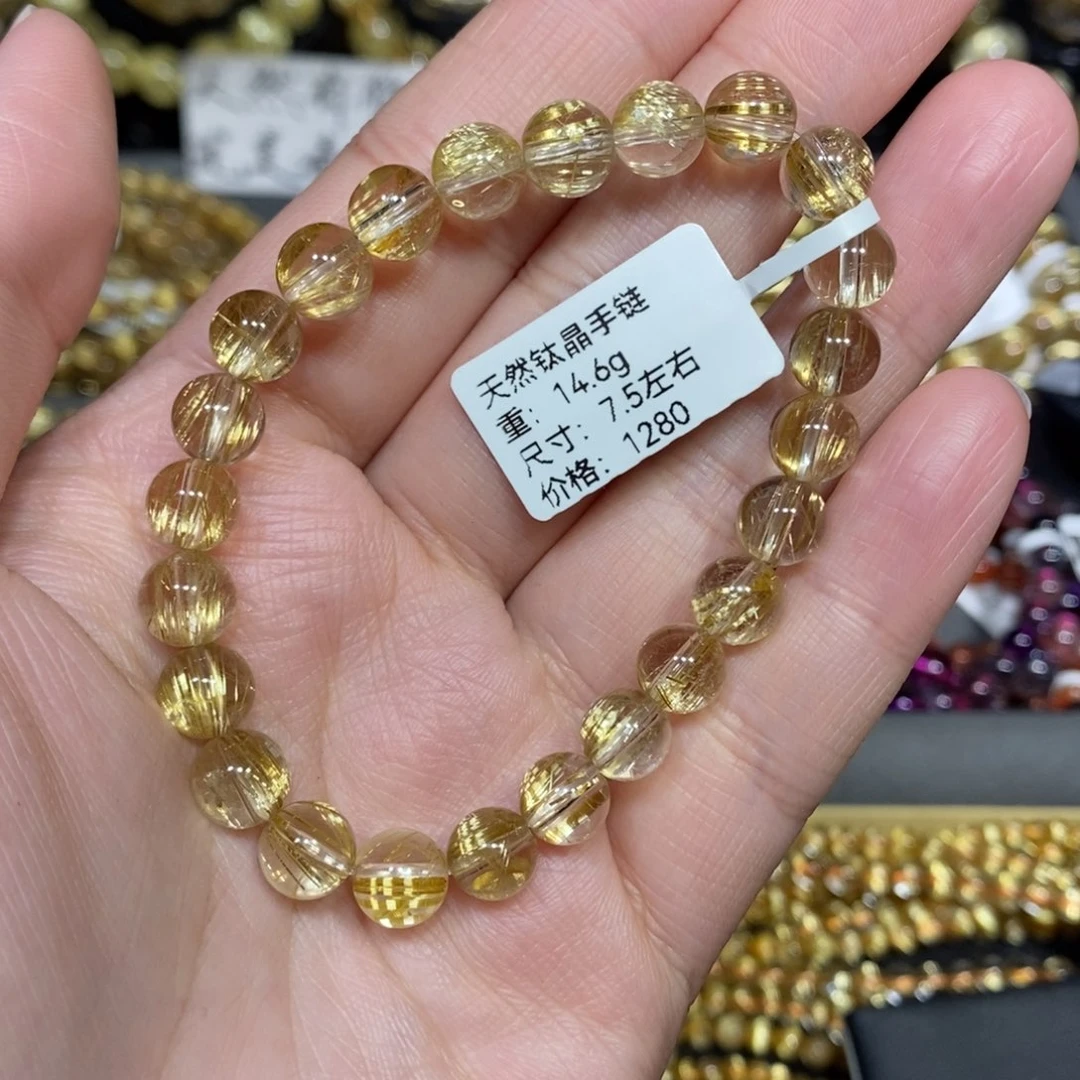 天然钛晶手链
重: 14.6g
尺寸: 7.5左右
价格: 1280